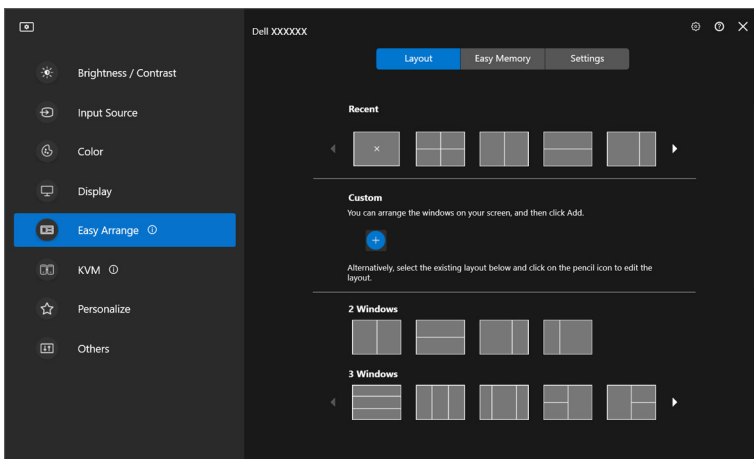 Dell XXXXXX
Layout
Easy Memory
Settings
Brightness / Contrast
Input Source
Color
Display
Easy Arrange
KVM
Personalize
Others
Recent
Custom
You can arrange the windows on your screen, and then click Add.
Alternatively, select the existing layout below and click on the pencil icon to edit the
layout.
2 Windows
3 Windows